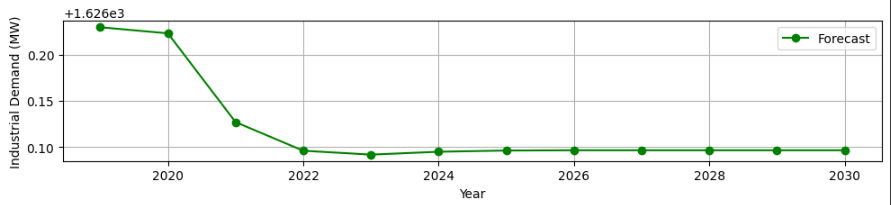 +1.626e3
Industrial Demand (MW)
0.20
0.15
0.10
Forecast
2020 2022 2024 2026 2028 2030
Year